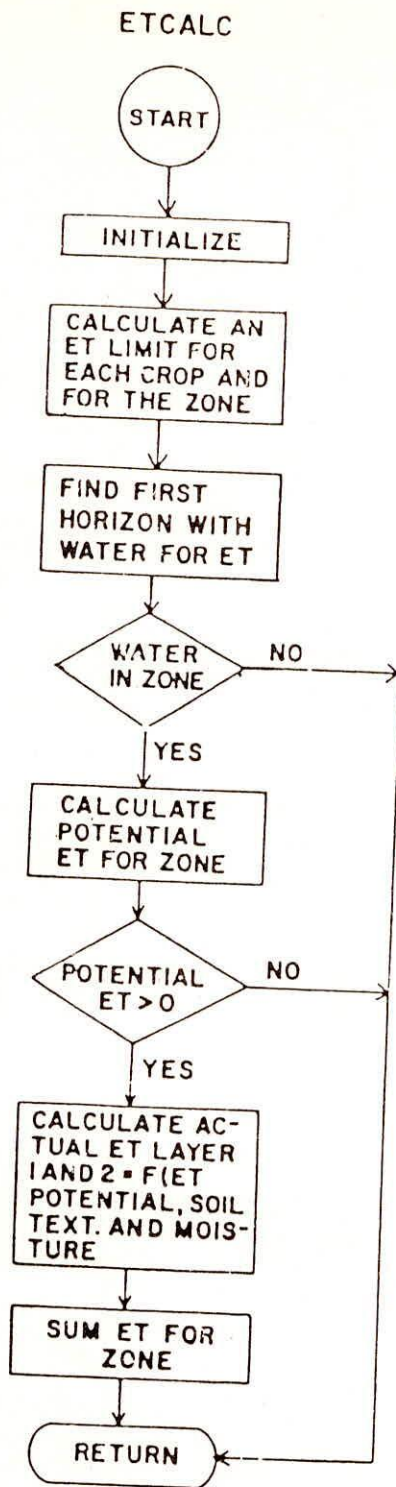 ETCALC
START
INITIALIZE
CALCULATE AN
ET LIMIT FOR
EACH CROP AND
FOR THE ZONE
FIND FIRST
HORIZON WITH
WATER FOR ET
WATER
IN ZONE
NO
YES
CALCULATE
POTENTIAL
ET FOR ZONE
POTENTIAL
ET > 0
NO
YES
CALCULATE AC-
TUAL ET LAYER
1 AND 2 = F(ET
POTENTIAL, SOIL
TEXT. AND MOIS-
TURE
SUM ET FOR
ZONE
RETURN